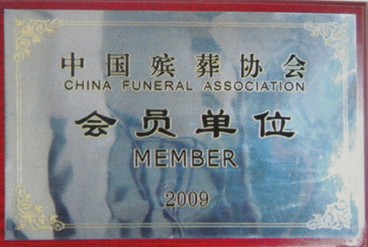 中国殡葬协会
CHINA FUNERAL ASSOCIATION
会员单位
MEMBER
2009